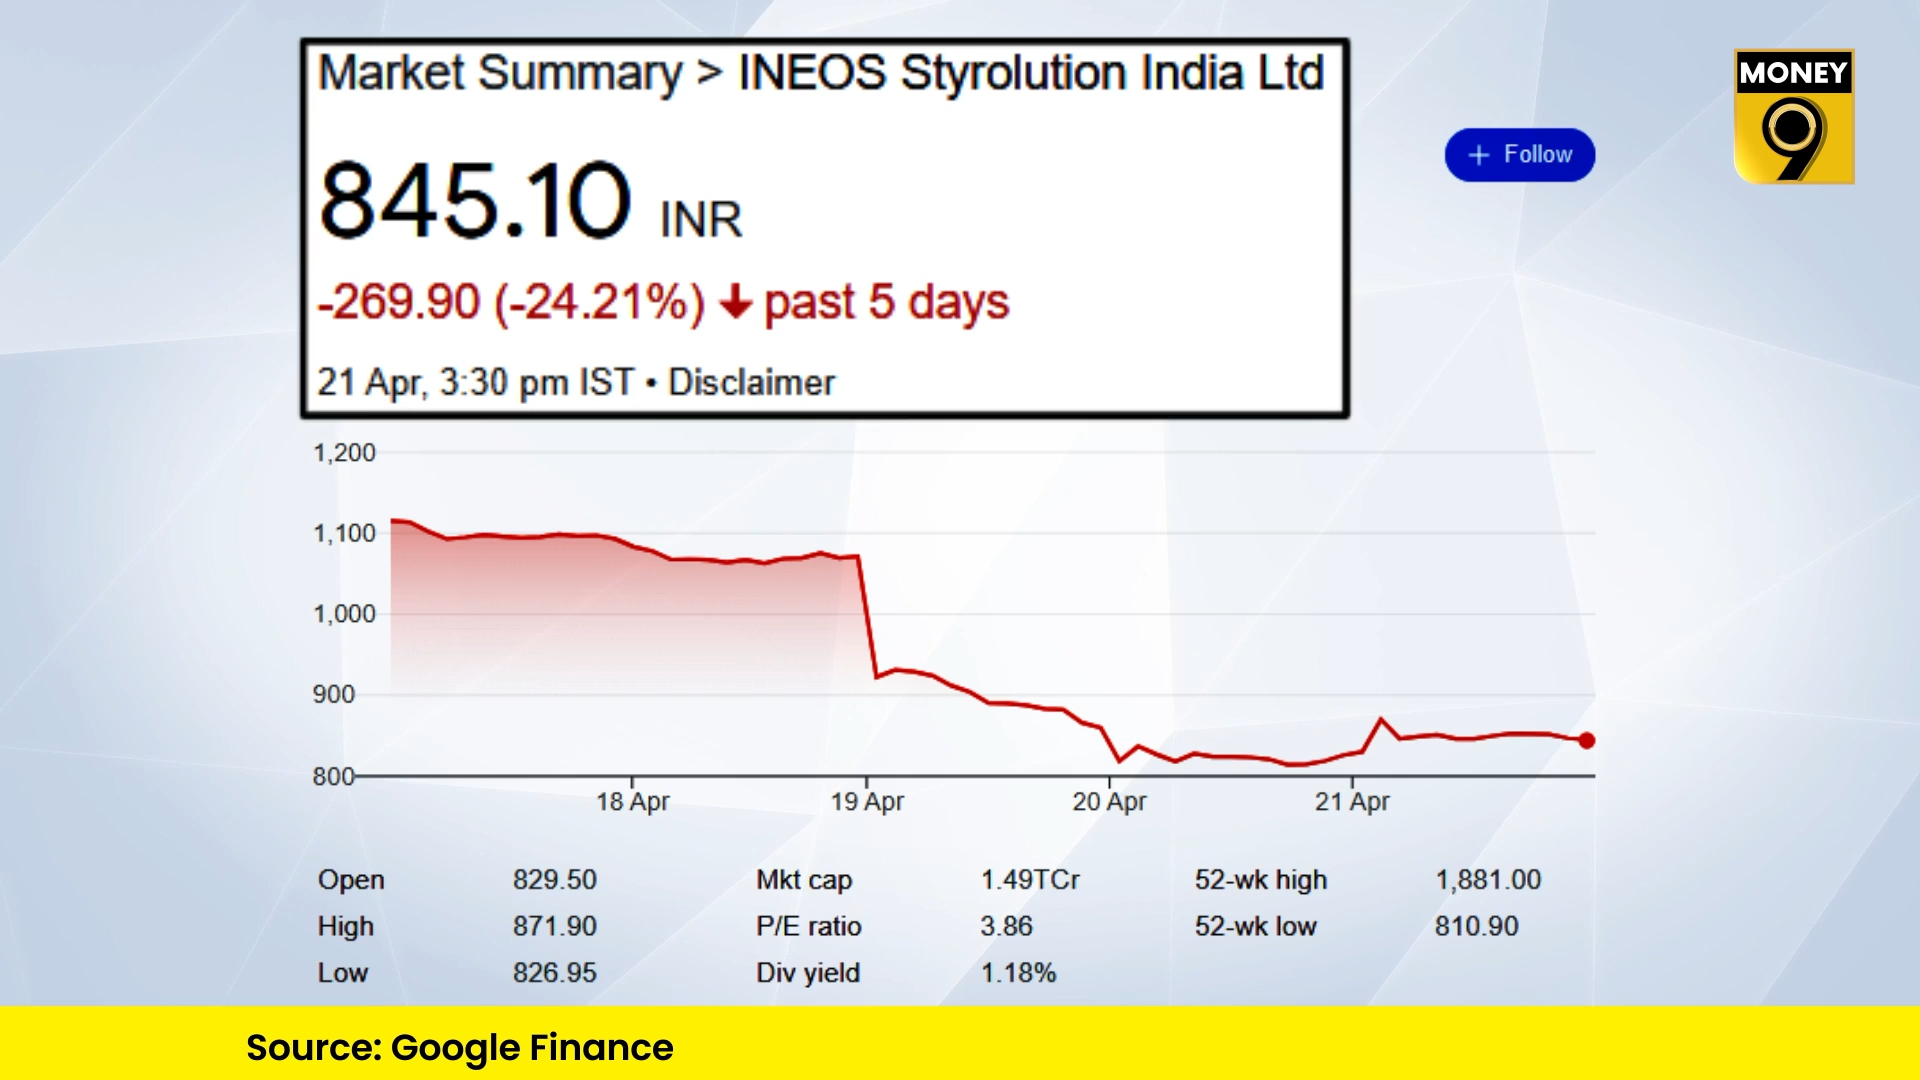 Market Summary > INEOS Styrolution India Ltd
MONEY
9
+ Follow
845.10 INR
-269.90 (-24.21%) ↓ past 5 days
21 Apr, 3:30 pm IST • Disclaimer
1,200
1,100
1,000
900
800
18 Apr 19 Apr 20 Apr 21 Apr
Open 829.50 Mkt cap 1.49TCr 52-wk high 1,881.00
High 871.90 P/E ratio 3.86 52-wk low 810.90
Low 826.95 Div yield 1.18%
Source: Google Finance